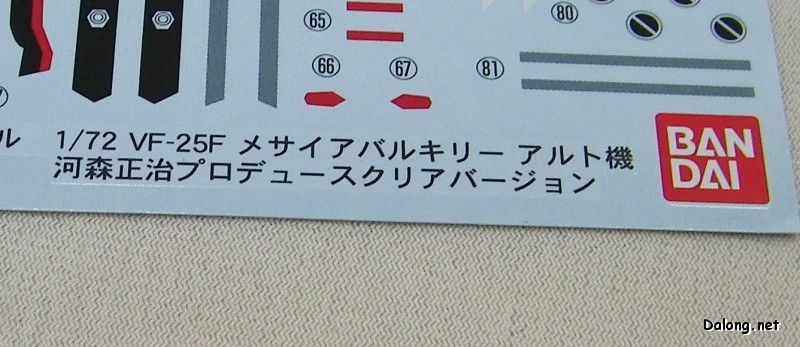 65
80
66
67
81
ル
1/72 VF-25F メサイアバルキリー アルト機
河森正治プロデュースクリアバージョン
BAN
DAI
Dalong.net